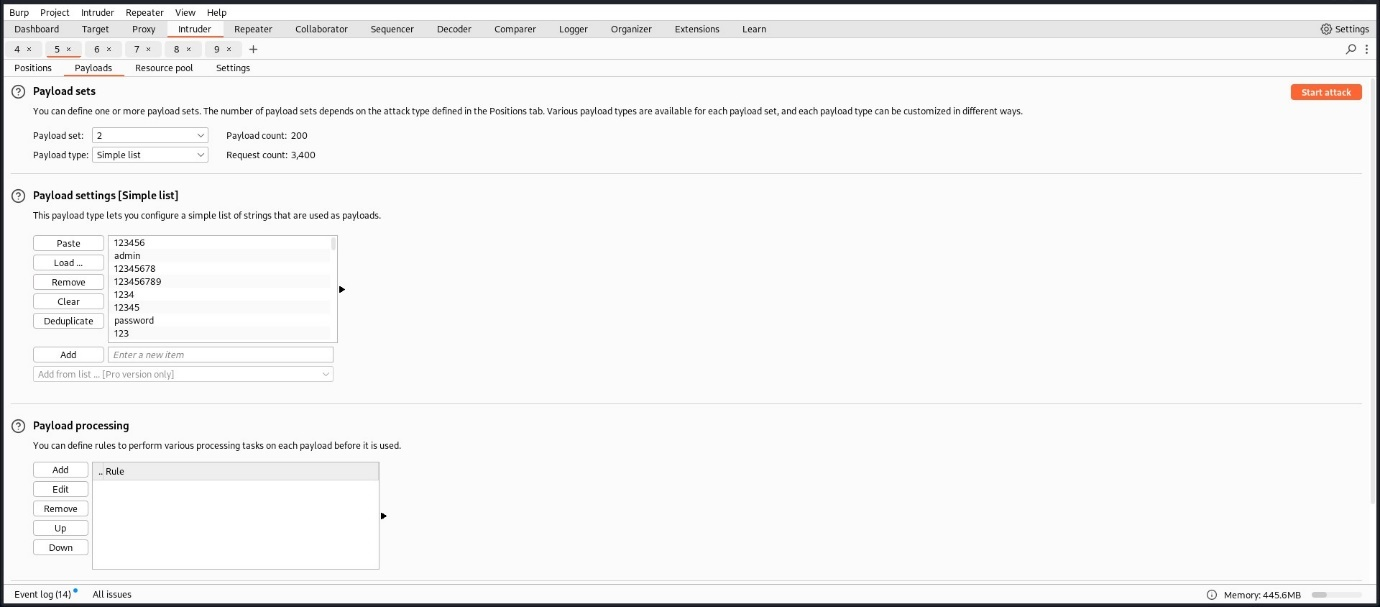 Burp Project Intruder Repeater View Help
Dashboard Target Proxy Intruder Repeater Collaborator Sequencer Decoder Comparer Logger Organizer Extensions Learn Settings
4 × 5 × 6 × 7 × 8 × 9 × +
Positions Payloads Resource pool Settings
? Payload sets Start attack
You can define one or more payload sets. The number of payload sets depends on the attack type defined in the Positions tab. Various payload types are available for each payload set, and each payload type can be customized in different ways.
Payload set: 2 Payload count: 200
Payload type: Simple list Request count: 3,400
? Payload settings [Simple list]
This payload type lets you configure a simple list of strings that are used as payloads.
Paste 123456
admin
Load ... 12345678
Remove 123456789
1234
Clear 12345
Deduplicate password
123
Add Enter a new item
Add from list ... [Pro version only]
? Payload processing
You can define rules to perform various processing tasks on each payload before it is used.
Add .. Rule
Edit
Remove
Up
Down
Event log (14) All issues Memory: 445.6MB